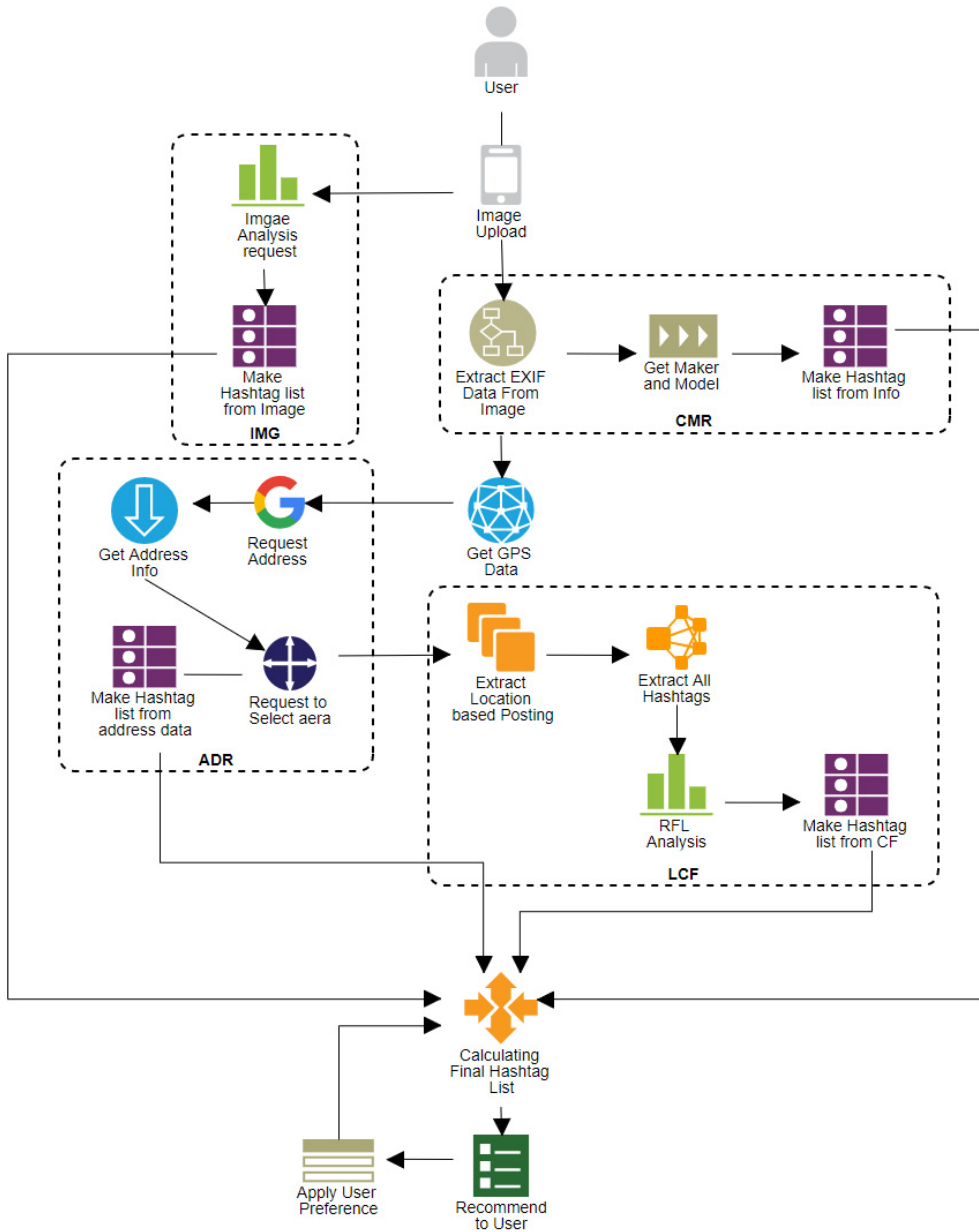 User
Image
Upload
Imgae
Analysis
request
Make
Hashtag list
from Image
IMG
Extract EXIF
Data From
Image
Get Maker
and Model
Make Hashtag
list from Info
CMR
Get Address
Info
Request
Address
Get GPS
Data
Make Hashtag
list from
address data
Request to
Select aera
ADR
Extract
Location
based Posting
Extract All
Hashtags
RFL
Analysis
Make Hashtag
list from CF
LCF
Calculating
Final Hashtag
List
Apply User
Preference
Recommend
to User